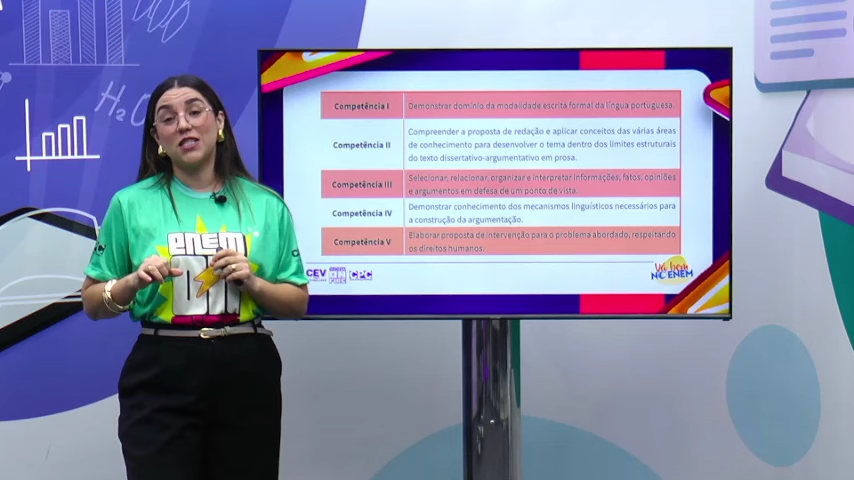 H₂O
Competência I
Demonstrar domínio da modalidade escrita formal da língua portuguesa.
Competência II
Compreender a proposta de redação e aplicar conceitos das várias áreas
de conhecimento para desenvolver o tema dentro dos limites estruturais
do texto dissertativo-argumentativo em prosa.
Competência III
Selecionar, relacionar, organizar e interpretar informações, fatos, opiniões
e argumentos em defesa de um ponto de vista.
Competência IV
Demonstrar conhecimento dos mecanismos linguísticos necessários para
a construção da argumentação.
Competência V
Elaborar proposta de intervenção para o problema abordado, respeitando
os direitos humanos.
CEV
CPC
Vá bem
NO ENEM
ENEM